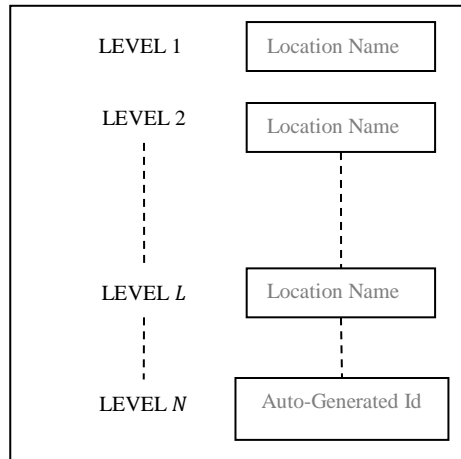 LEVEL 1 Location Name
LEVEL 2 Location Name
LEVEL L Location Name
LEVEL N Auto-Generated Id